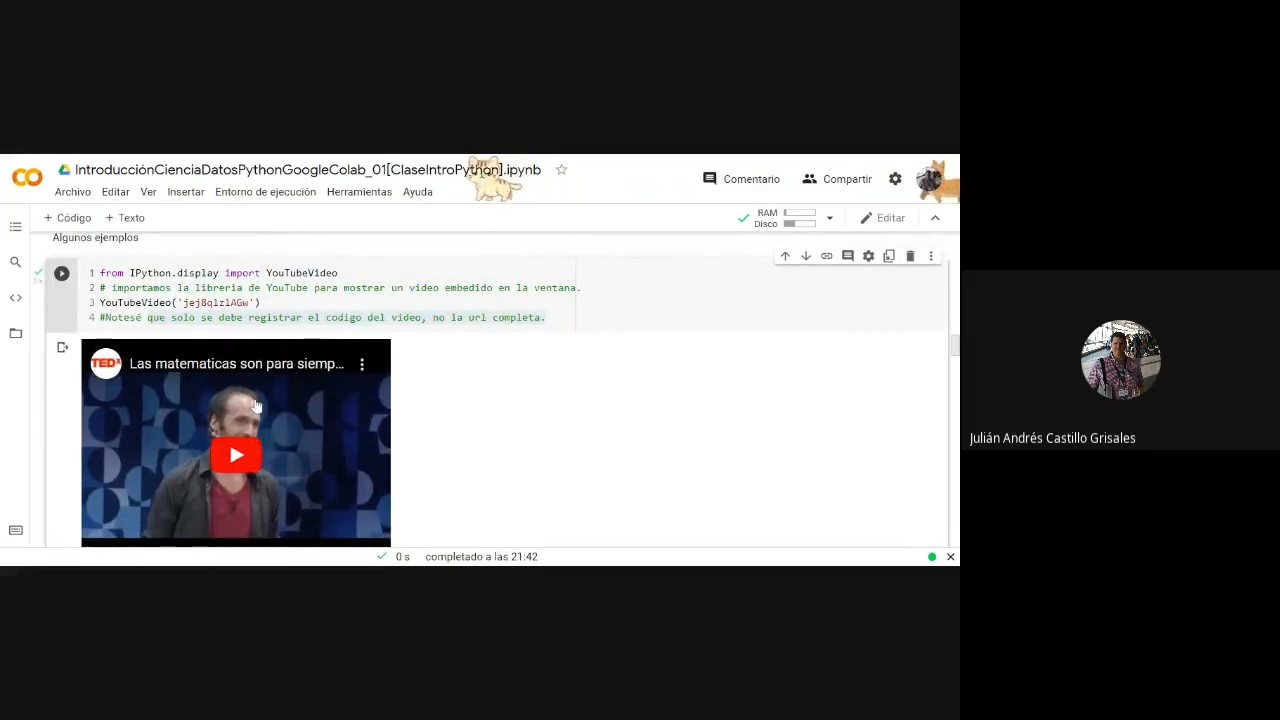 IntroducciónCienciaDatosPythonGoogleColab_01[ClaseIntroPython].ipynb
Comentario
Compartir
Archivo Editar Ver Insertar Entorno de ejecución Herramientas Ayuda
+ Código + Texto
RAM
Disco
Editar
Algunos ejemplos
1 from IPython.display import YouTubeVideo
2 # importamos la libreria de YouTube para mostrar un video embedido en la ventana.
3 YouTubeVideo('jej8qlzlAGw')
4 #Notesé que solo se debe registrar el codigo del video, no la url completa.
0 s
TEDx
Las matematicas son para siemp...
Julián Andrés Castillo Grisales
0 s completado a las 21:42